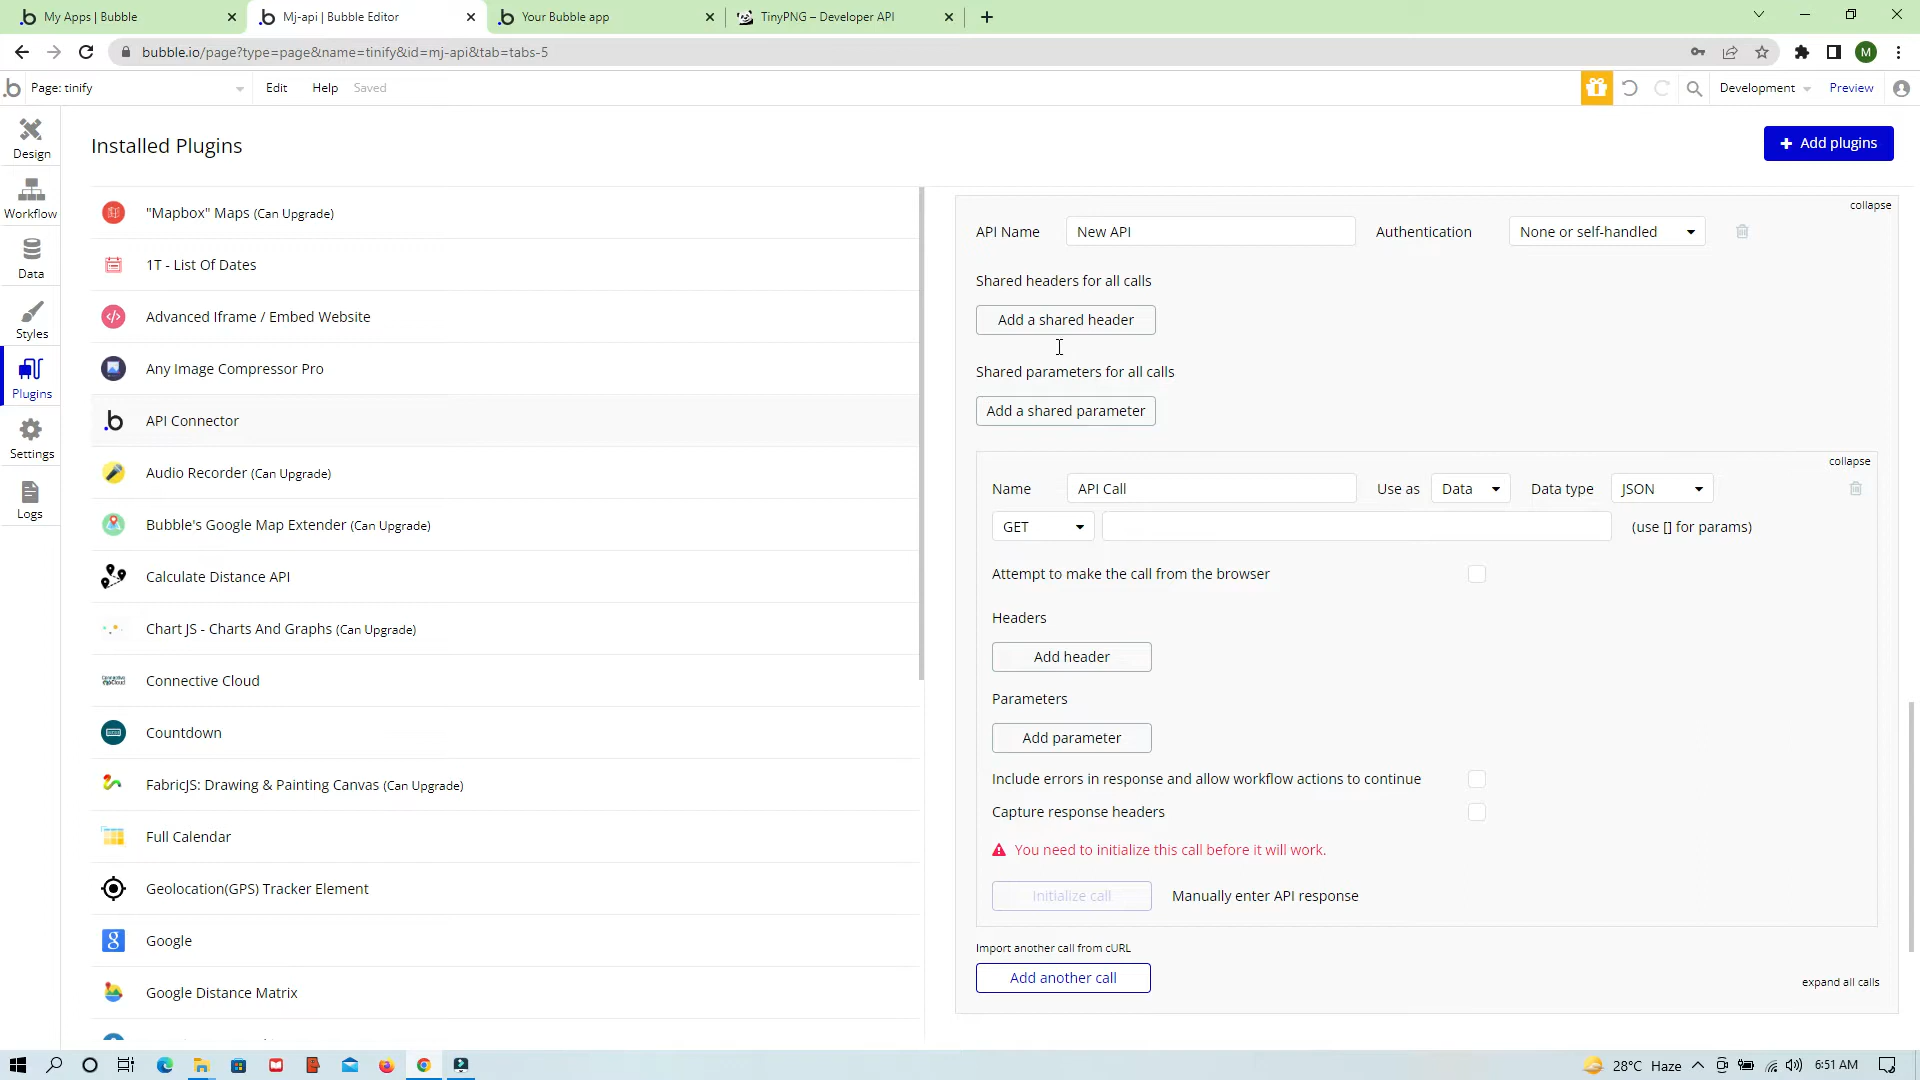 My Apps | Bubble
Mj-api | Bubble Editor
Your Bubble app
TinyPNG – Developer API
bubble.io/page?type=page&name=tinify&id=mj-api&tab=tabs-5
M
Page: tinify
Edit
Help
Saved
Development
Preview
Design
Workflow
Data
Styles
Plugins
Settings
Logs
Installed Plugins
Add plugins
"Mapbox" Maps (Can Upgrade)
1T - List Of Dates
Advanced Iframe / Embed Website
Any Image Compressor Pro
API Connector
Audio Recorder (Can Upgrade)
Bubble's Google Map Extender (Can Upgrade)
Calculate Distance API
Chart JS - Charts And Graphs (Can Upgrade)
Connective Cloud
Countdown
FabricJS: Drawing & Painting Canvas (Can Upgrade)
Full Calendar
Geolocation(GPS) Tracker Element
Google
Google Distance Matrix
collapse
API Name
New API
Authentication
None or self-handled
Shared headers for all calls
Add a shared header
Shared parameters for all calls
Add a shared parameter
collapse
Name
API Call
Use as
Data
Data type
JSON
GET
(use [] for params)
Attempt to make the call from the browser
Headers
Add header
Parameters
Add parameter
Include errors in response and allow workflow actions to continue
Capture response headers
You need to initialize this call before it will work.
Initialize call
Manually enter API response
Import another call from cURL
Add another call
expand all calls
28°C Haze
6:51 AM